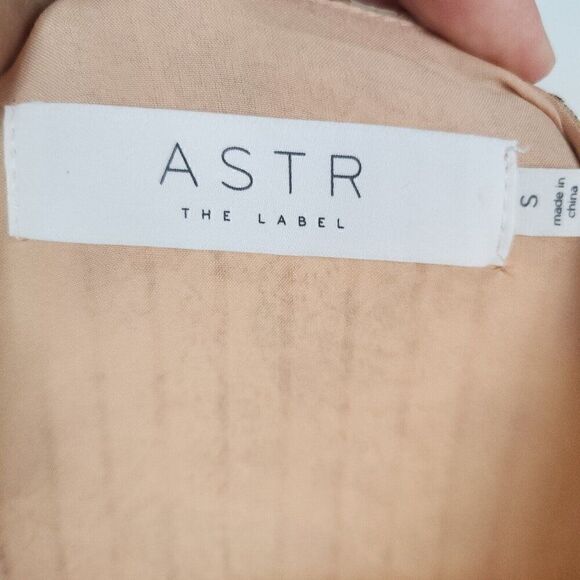 ASTR
THE LABEL
S
made in
china